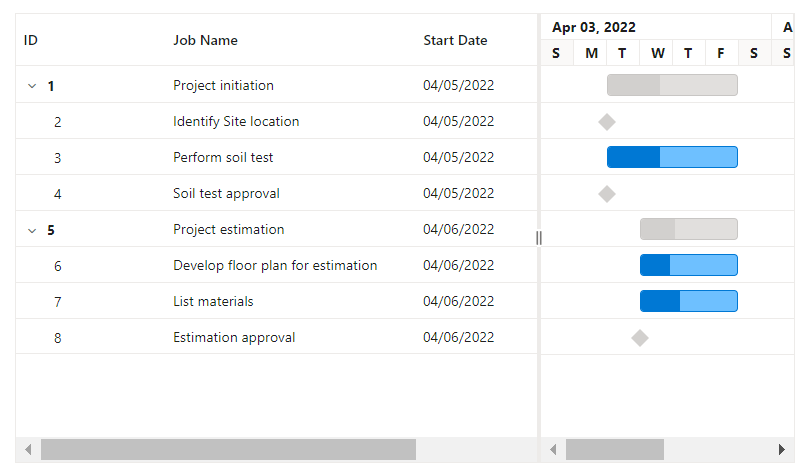 ID Job Name Start Date Apr 03, 2022 A
S M T W T F S S
1 Project initiation 04/05/2022
2 Identify Site location 04/05/2022
3 Perform soil test 04/05/2022
4 Soil test approval 04/05/2022
5 Project estimation 04/06/2022
6 Develop floor plan for estimation 04/06/2022
7 List materials 04/06/2022
8 Estimation approval 04/06/2022